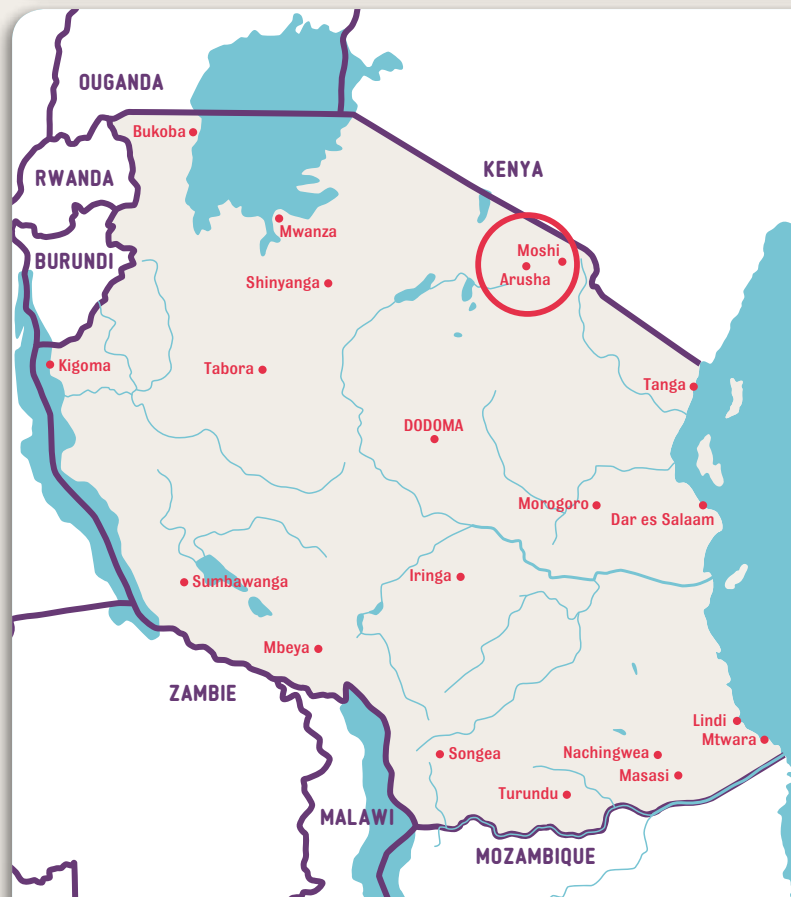 OUGANDA
Bukoba
RWANDA
KENYA
Mwanza
Moshi
BURUNDI
Arusha
Shinyanga
Kigoma
Tabora
Tanga
DODOMA
Morogoro
Dar es Salaam
Iringa
Sumbawanga
Mbeya
ZAMBIE
Lindi
Mtwara
Songea
Nachingwea
Masasi
Turundu
MALAWI
MOZAMBIQUE